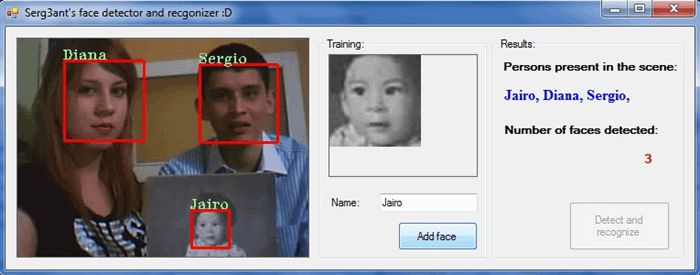 Serg3ant's face detector and recgonizer :D
Diana
Sergio
Jairo
Training:
Name:
Jairo
Add face
Results:
Persons present in the scene:
Jairo, Diana, Sergio,
Number of faces detected:
3
Detect and
recognize